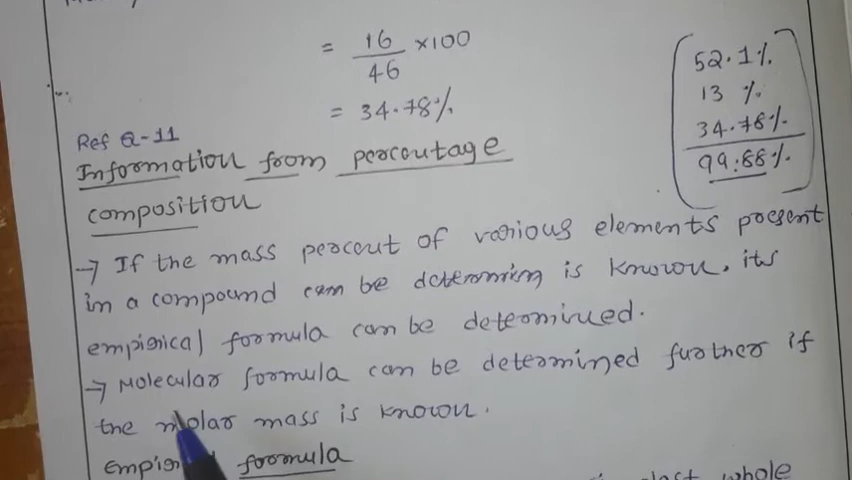 = 16/46 ×100
= 34.78%
52.1%
13 %
34.78%
99.88%
Ref Q-11
Information from percentage
composition
→ If the mass percent of various elements present
in a compound can be determining is known, its
empirical formula can be determined.
→ Molecular formula can be determined further if
the molar mass is known.
formula
whole